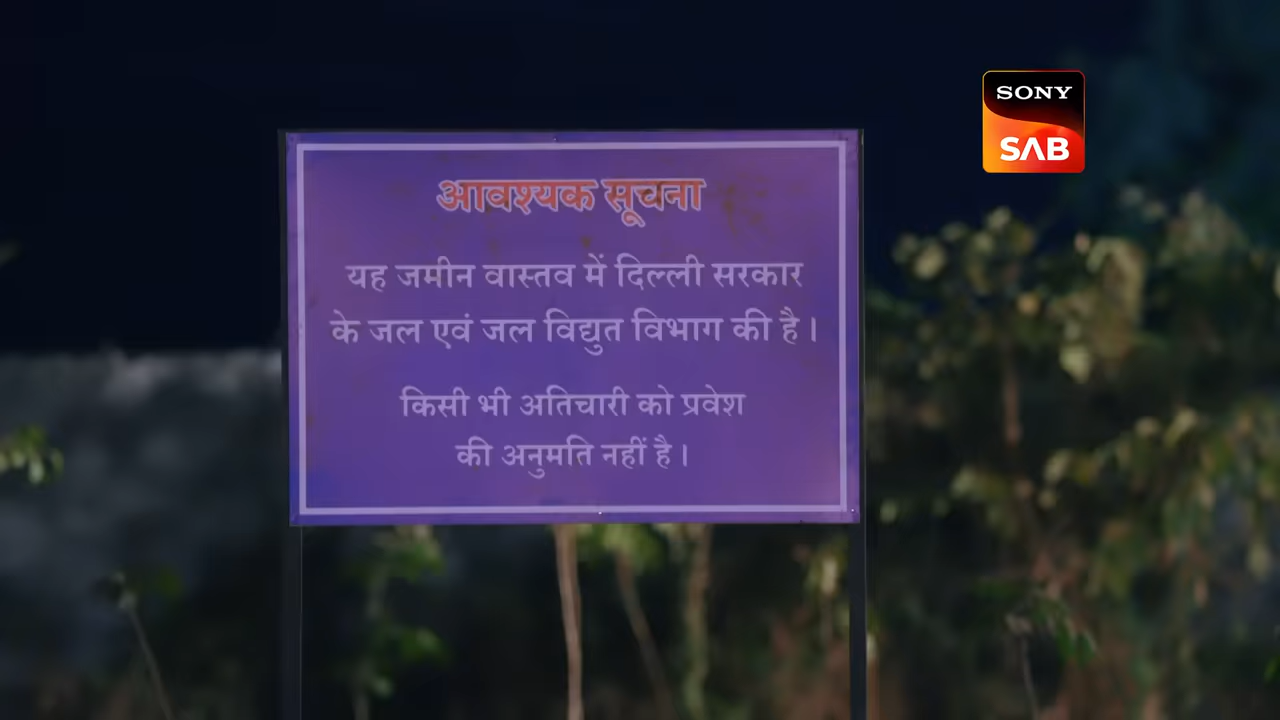 SONY
SAB
आवश्यक सूचना
यह जमीन वास्तव में दिल्ली सरकार
के जल एवं जल विद्युत विभाग की है।
किसी भी अतिचारी को प्रवेश
की अनुमति नहीं है।